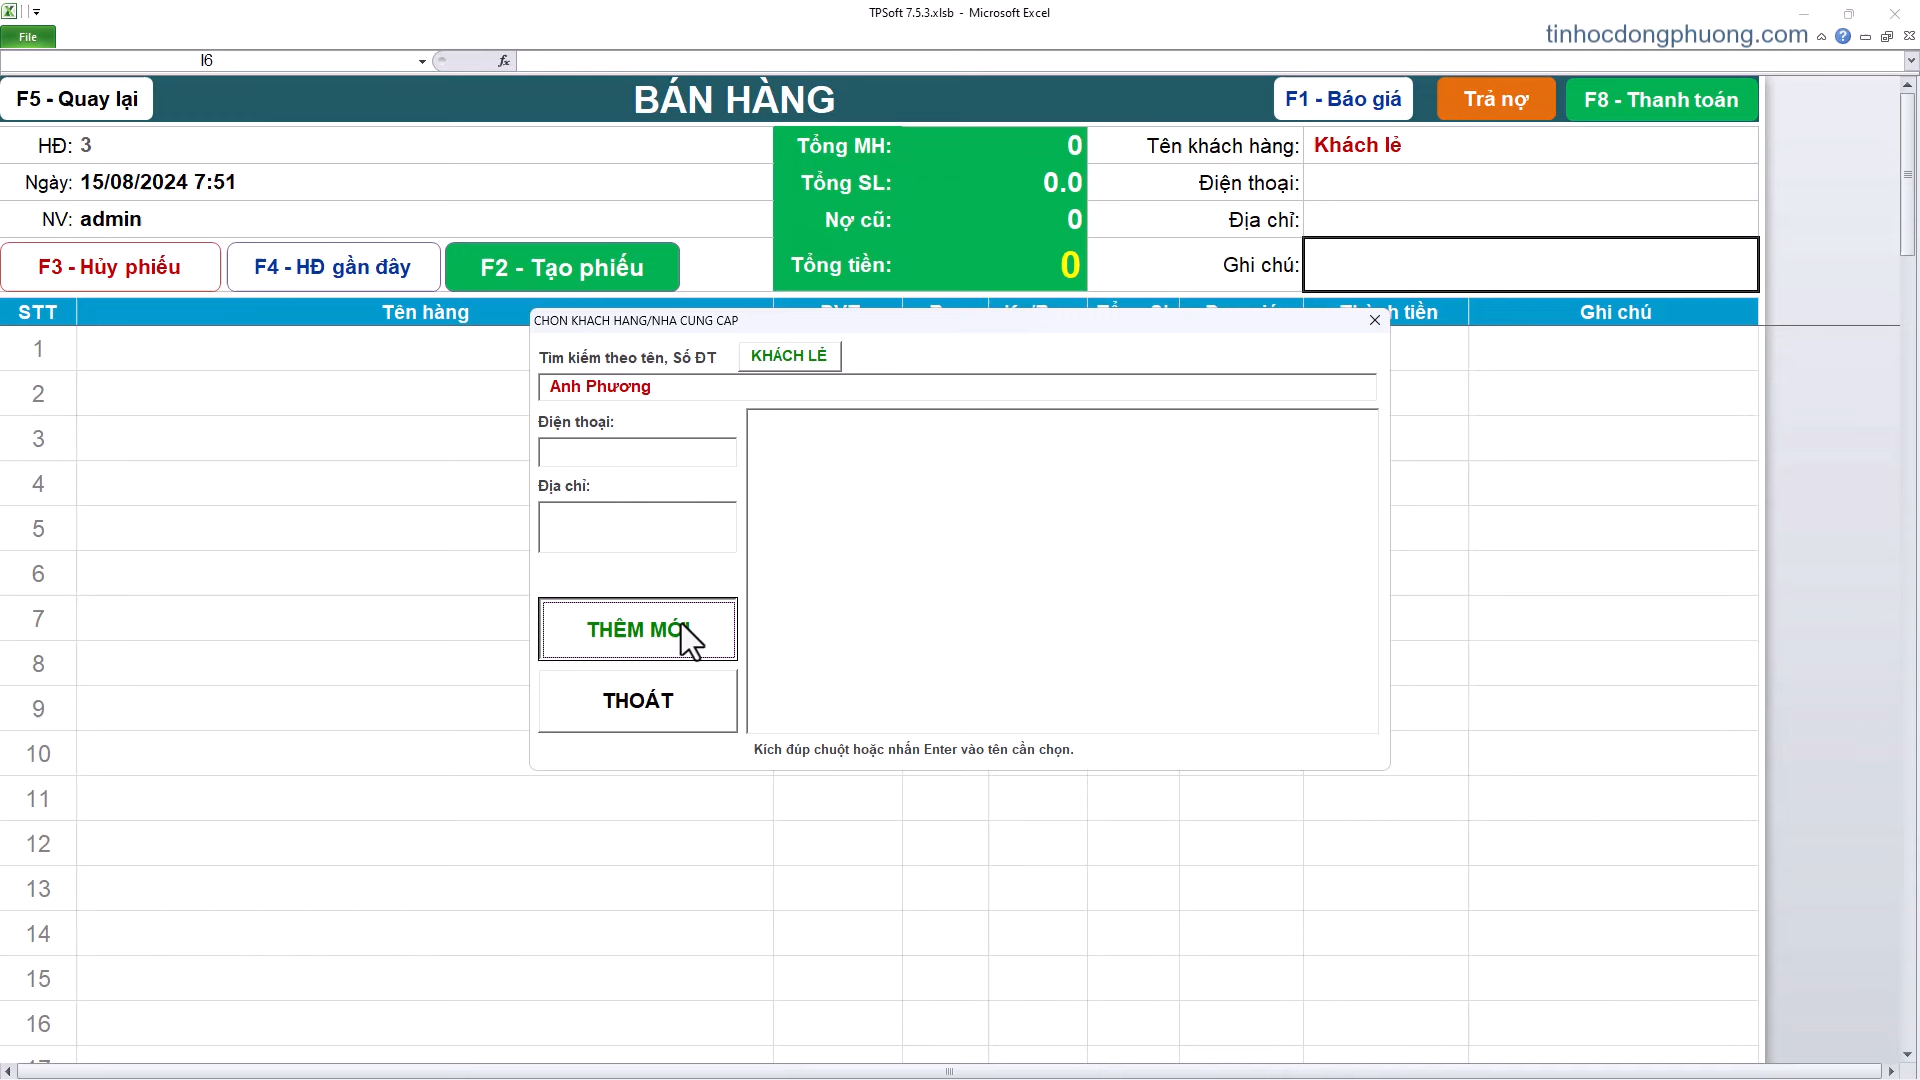 TPSoft 7.5.3.xlsb - Microsoft Excel
File
tinhocdongphuong.com
I6
fx
F5 - Quay lại
BÁN HÀNG
F1 - Báo giá
Trả nợ
F8 - Thanh toán
HĐ: 3
Tổng MH: 0
Tên khách hàng: Khách lẻ
Ngày: 15/08/2024 7:51
Tổng SL: 0.0
Điện thoại:
NV: admin
Nợ cũ: 0
Địa chỉ:
F3 - Hủy phiếu
F4 - HĐ gần đây
F2 - Tạo phiếu
Tổng tiền: 0
Ghi chú:
STT
Tên hàng
tiền
Ghi chú
CHON KHACH HANG/NHA CUNG CAP
Tìm kiếm theo tên, Số ĐT
KHÁCH LẺ
Anh Phương
Điện thoại:
Địa chỉ:
THÊM
THOÁT
Kích đúp chuột hoặc nhấn Enter vào tên cần chọn.
1
2
3
4
5
6
7
8
9
10
11
12
13
14
15
16